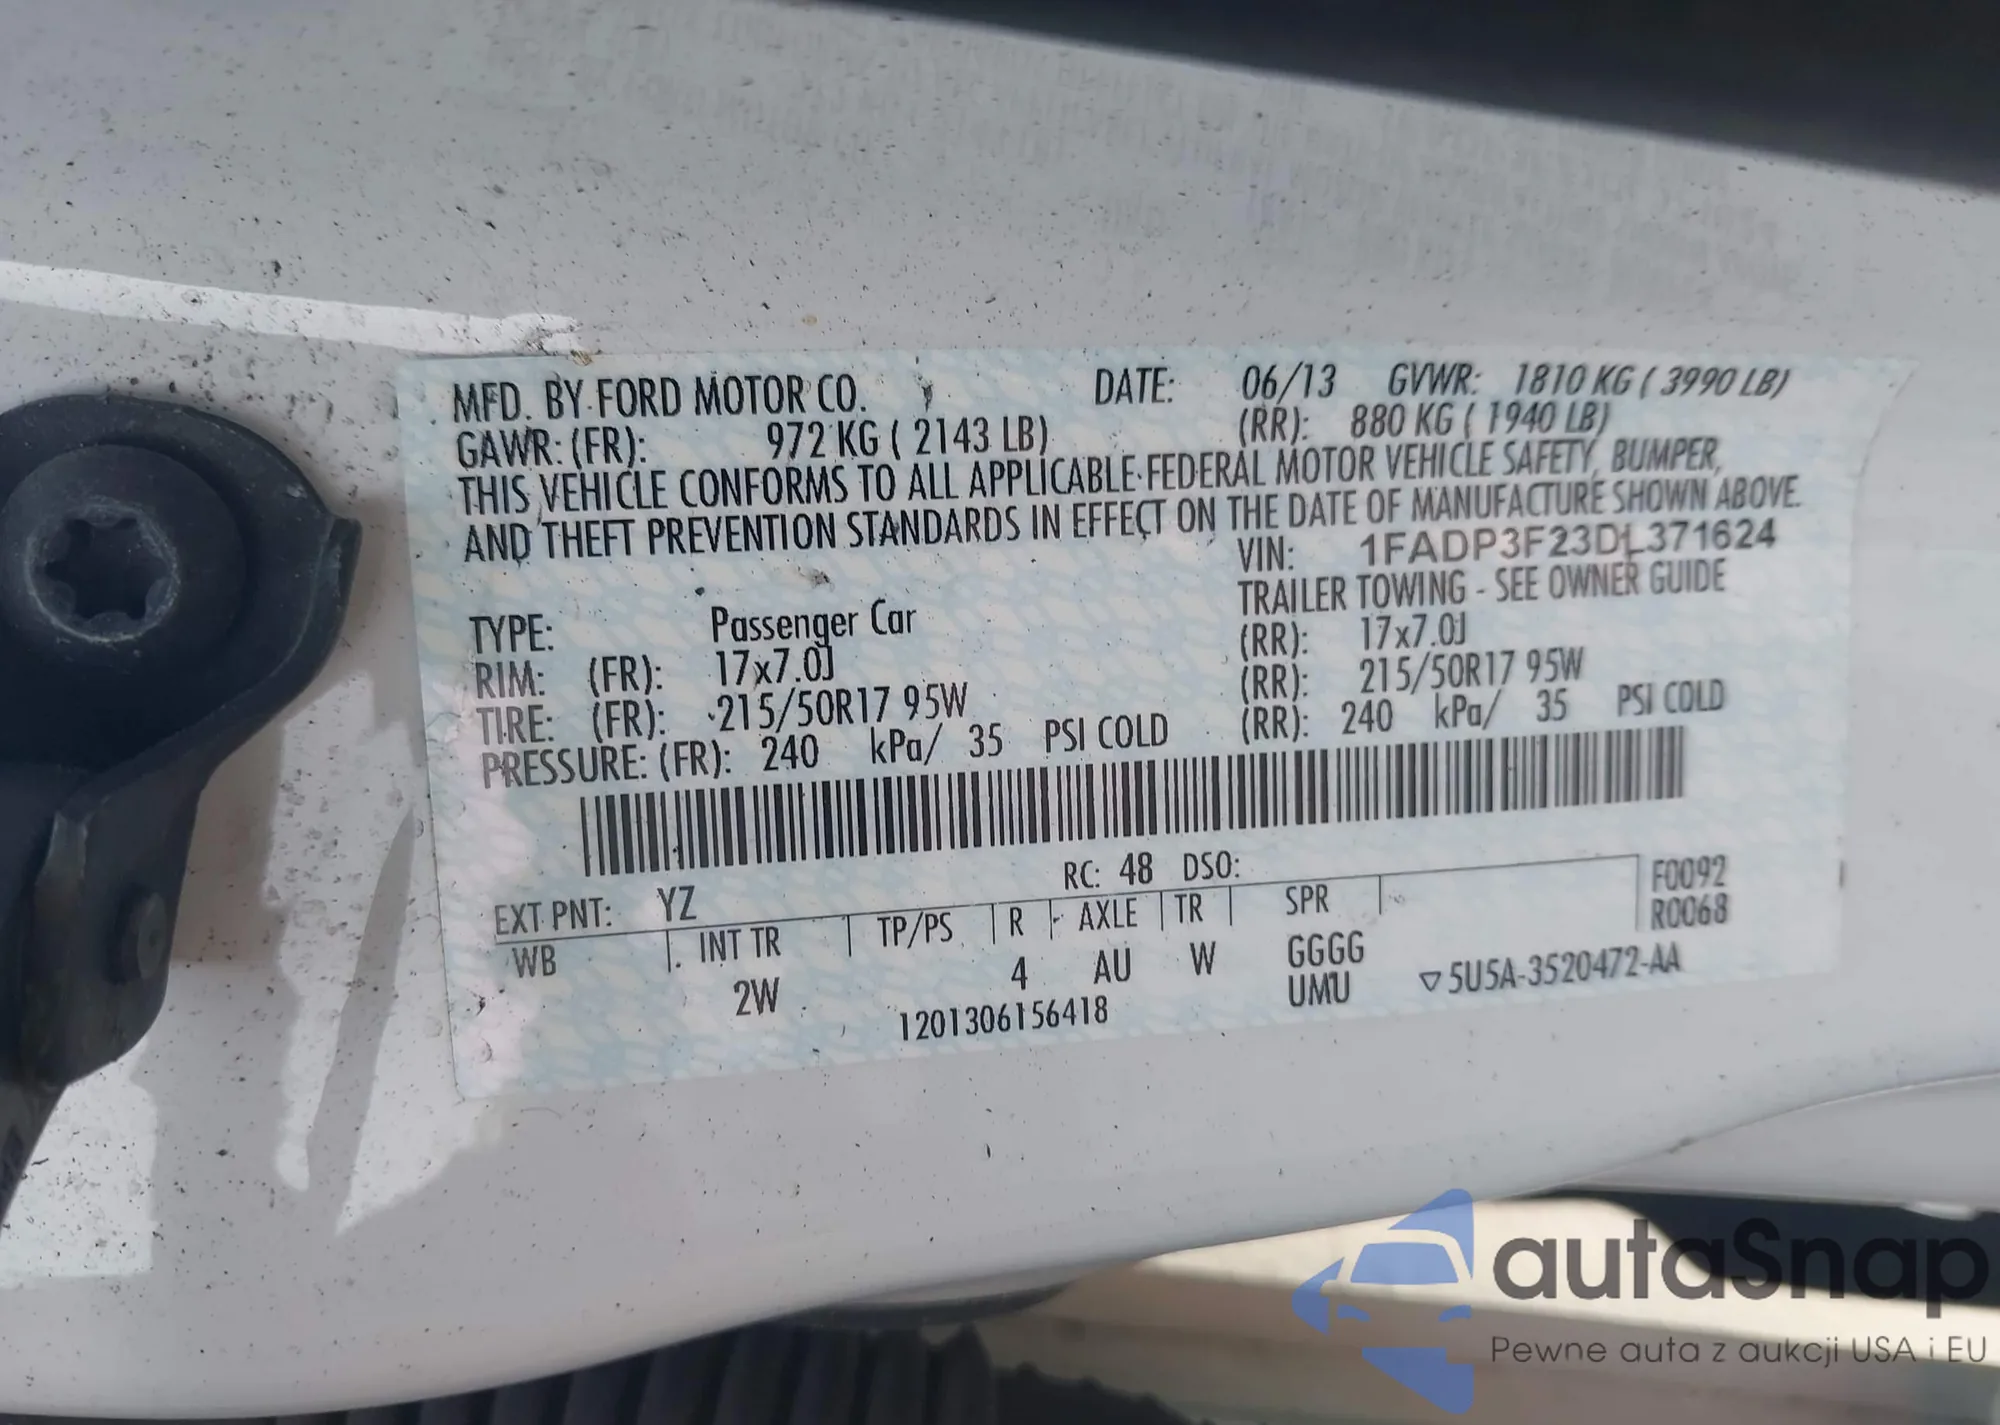 MFD. BY FORD MOTOR CO. DATE: 06/13 GVWR: 1810 KG ( 3990 LB)
GAWR: (FR): 972 KG ( 2143 LB) (RR): 880 KG ( 1940 LB)
THIS VEHICLE CONFORMS TO ALL APPLICABLE FEDERAL MOTOR VEHICLE SAFETY, BUMPER,
AND THEFT PREVENTION STANDARDS IN EFFECT ON THE DATE OF MANUFACTURE SHOWN ABOVE.
VIN: 1FADP3F23DL371624
TRAILER TOWING - SEE OWNER GUIDE
TYPE: Passenger Car
RIM: (FR): 17x7.0J (RR): 17x7.0J
TIRE: (FR): 215/50R17 95W (RR): 215/50R17 95W
PRESSURE: (FR): 240 kPa/ 35 PSI COLD (RR): 240 kPa/ 35 PSI COLD
RC: 48 DSO:
EXT PNT: YZ F0092
WB INT TR TP/PS R AXLE TR SPR R0068
2W 4 AU W GGGG
UMU ▽5U5A-3520472-AA
1201306156418
autaSnap
Pewne auta z aukcji USA i EU